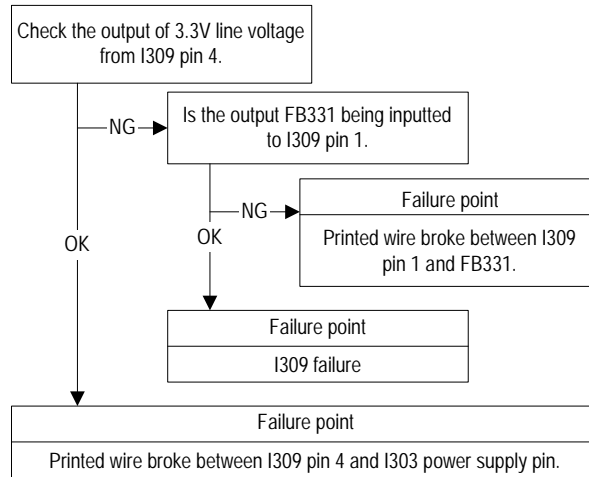 Check the output of 3.3V line voltage
from I309 pin 4.
NG
Is the output FB331 being inputted
to I309 pin 1.
NG
Failure point
Printed wire broke between I309
pin 1 and FB331.
OK
OK
Failure point
I309 failure
Failure point
Printed wire broke between I309 pin 4 and I303 power supply pin.